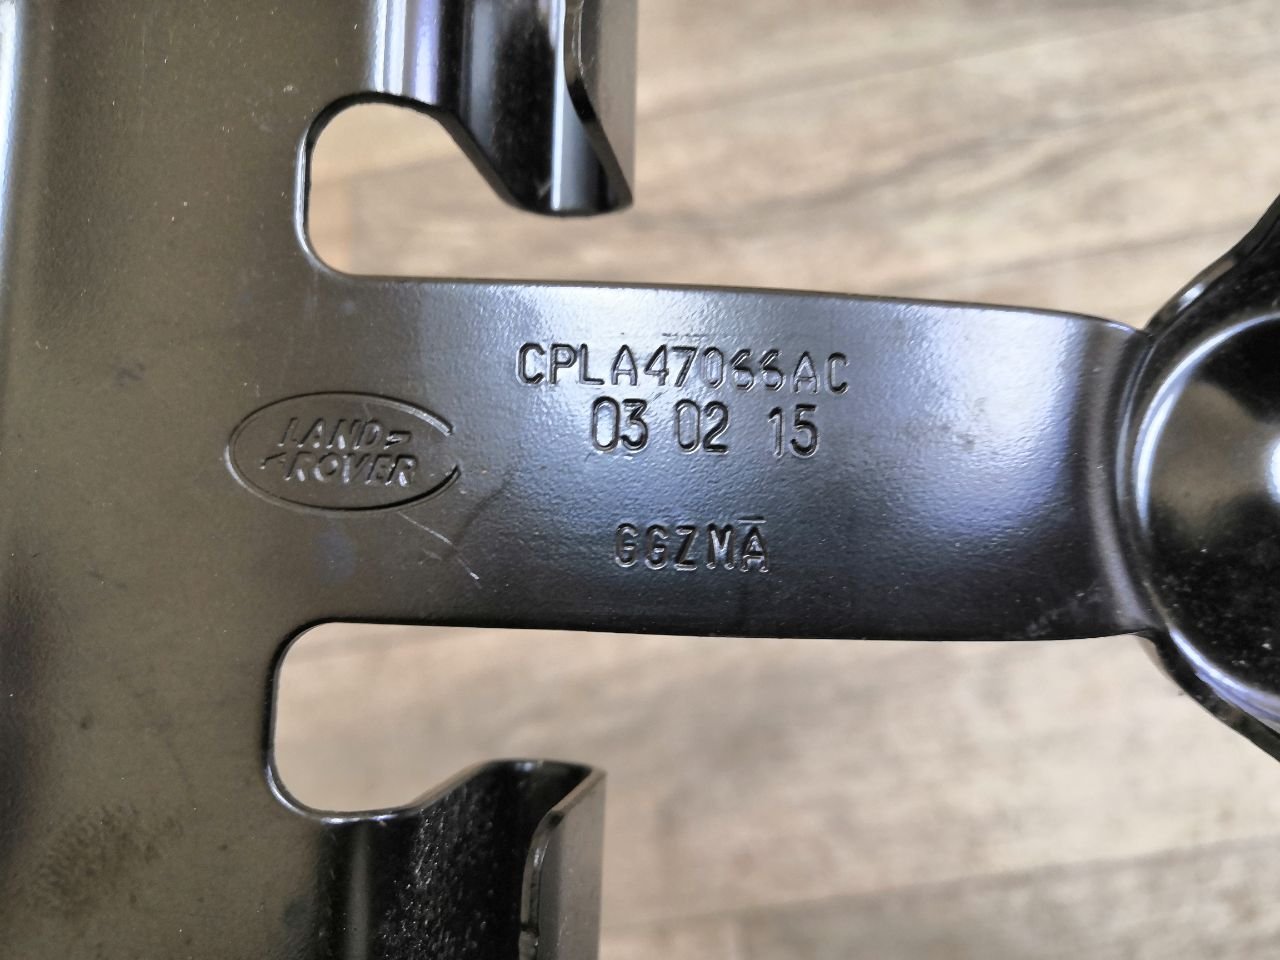 CPLA47066AC
03 02 15
LAND-
-ROVER
GGZMA